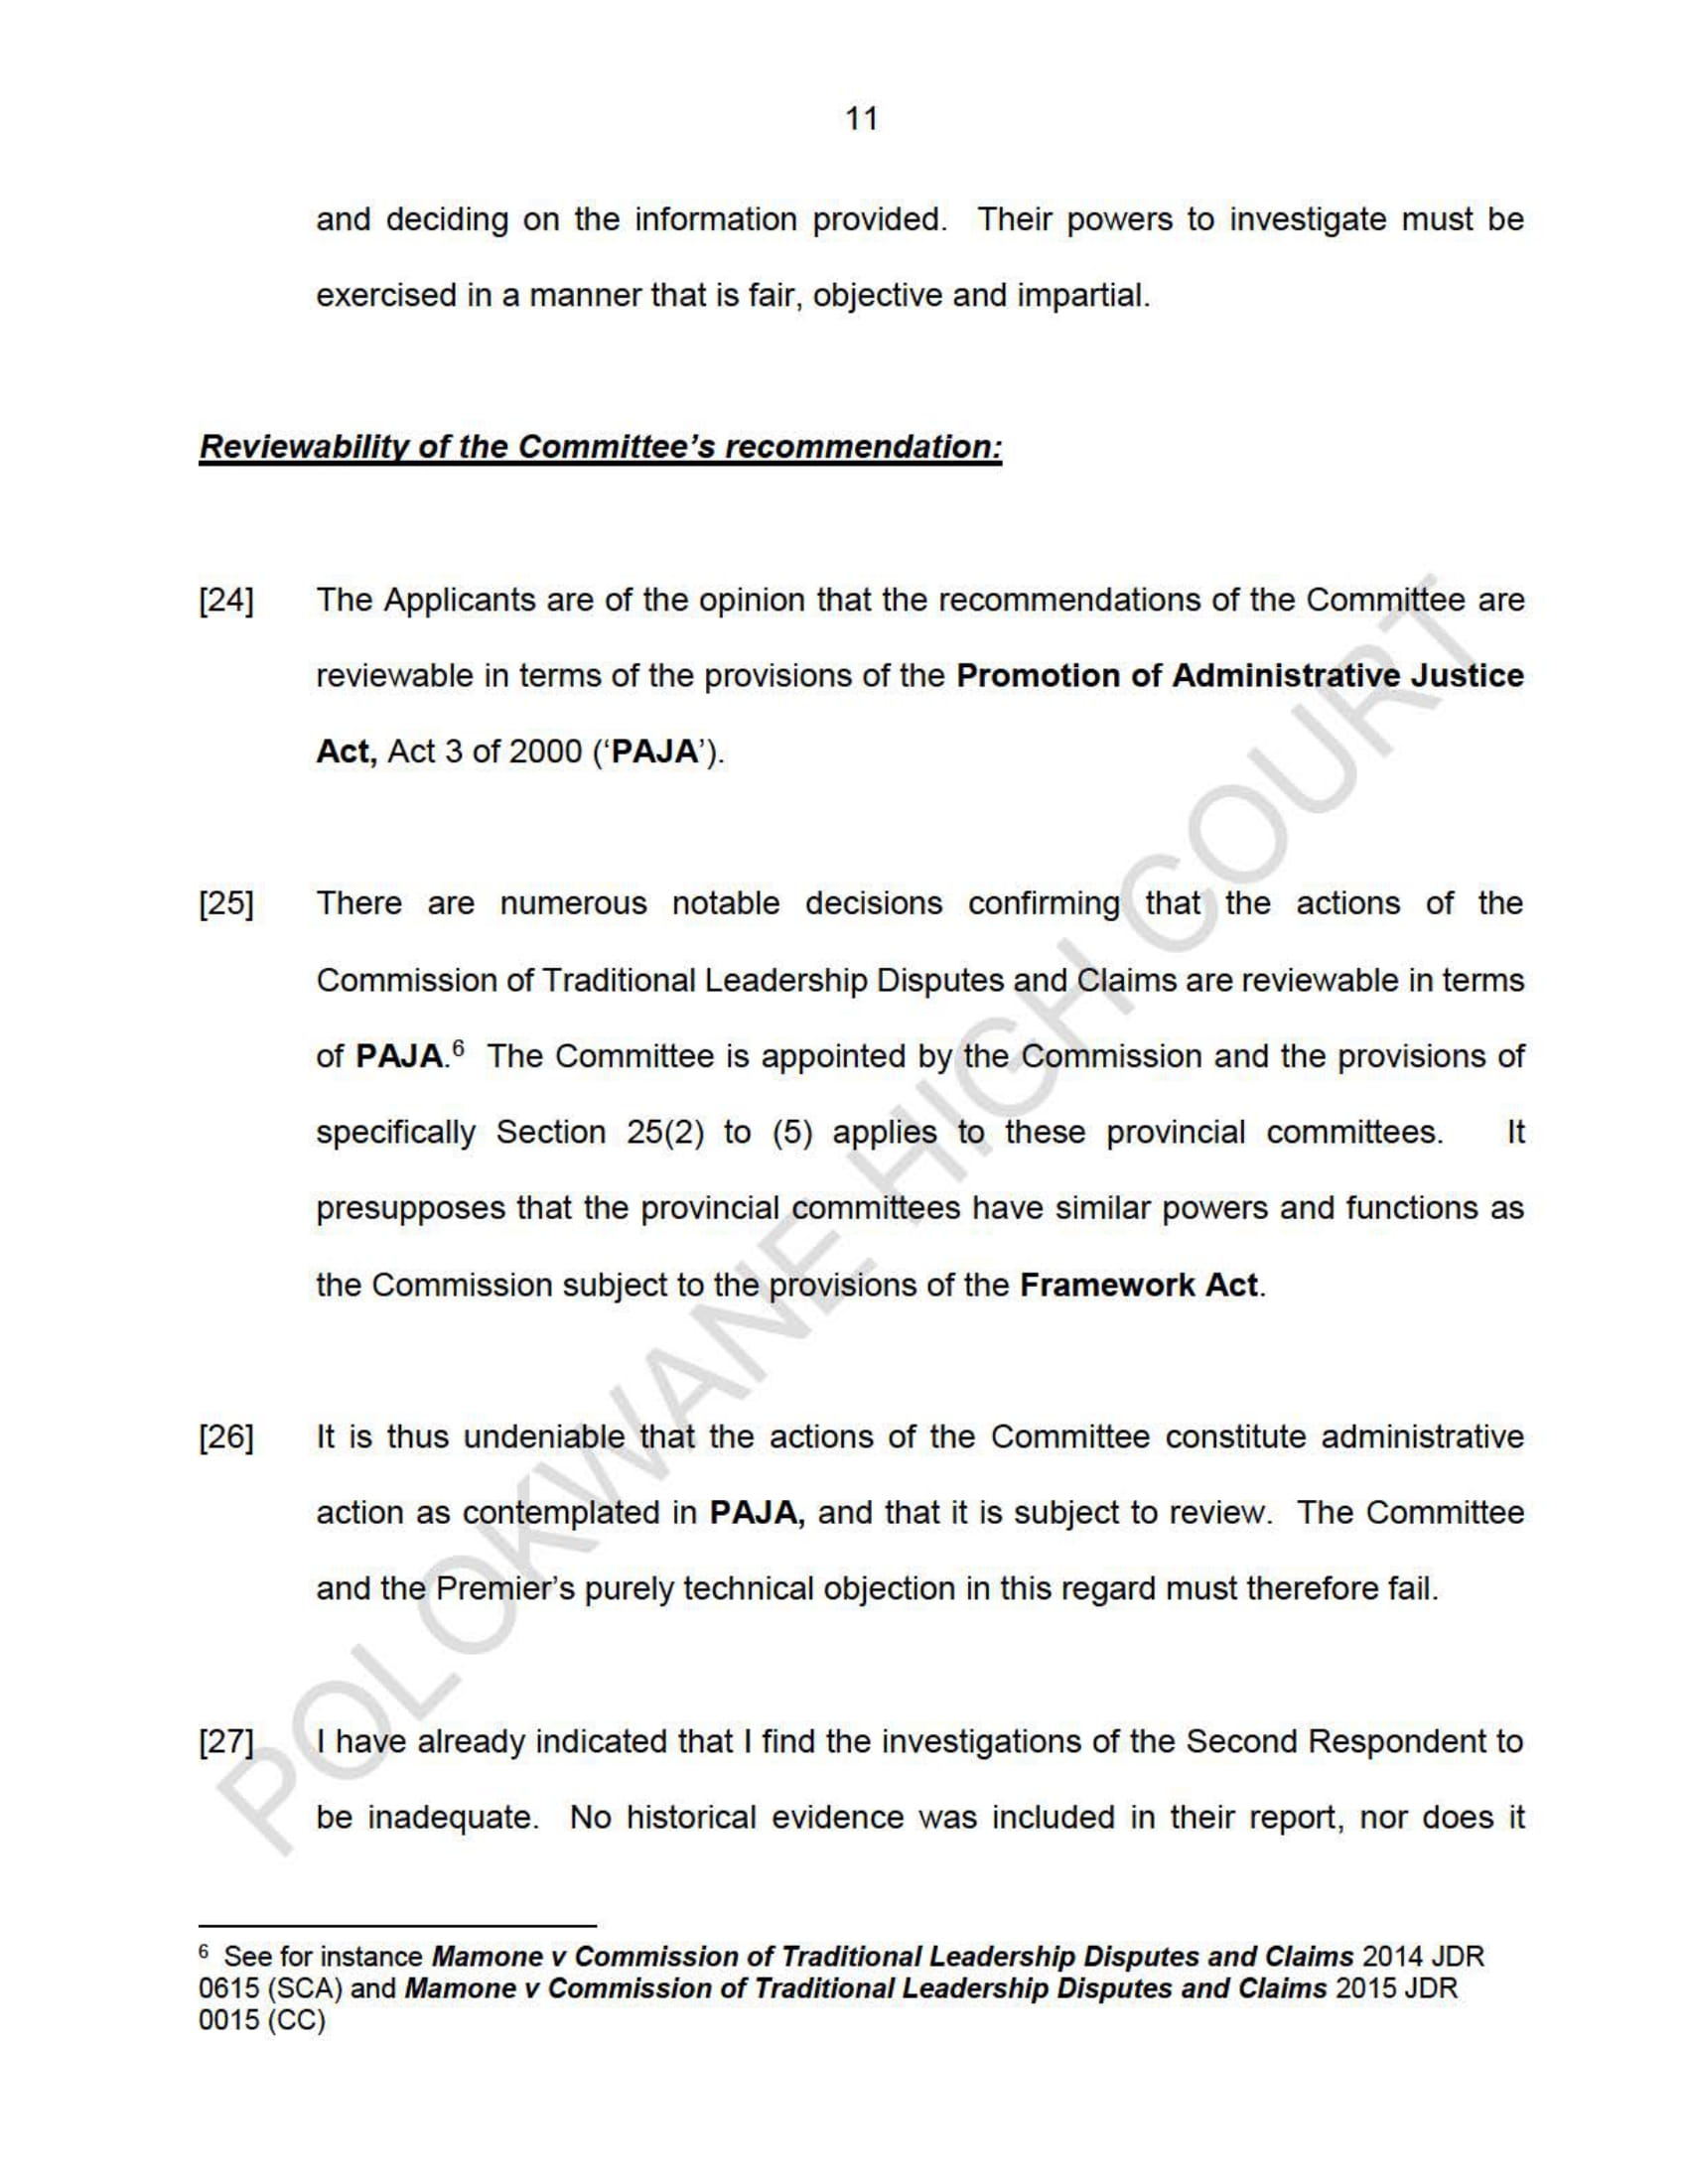 11
and deciding on the information provided. Their powers to investigate must be
exercised in a manner that is fair, objective and impartial.
Reviewability of the Committee's recommendation:
[24] The Applicants are of the opinion that the recommendations of the Committee are
reviewable in terms of the provisions of the Promotion of Administrative Justice
Act, Act 3 of 2000 ('PAJA').
[25] There are numerous notable decisions confirming that the actions of the
Commission of Traditional Leadership Disputes and Claims are reviewable in terms
of PAJA.6 The Committee is appointed by the Commission and the provisions of
specifically Section 25(2) to (5) applies to these provincial committees. It
presupposes that the provincial committees have similar powers and functions as
the Commission subject to the provisions of the Framework Act.
[26] It is thus undeniable that the actions of the Committee constitute administrative
action as contemplated in PAJA, and that it is subject to review. The Committee
and the Premier's purely technical objection in this regard must therefore fail.
[27] I have already indicated that I find the investigations of the Second Respondent to
be inadequate. No historical evidence was included in their report, nor does it
6 See for instance Mamone v Commission of Traditional Leadership Disputes and Claims 2014 JDR
0615 (SCA) and Mamone v Commission of Traditional Leadership Disputes and Claims 2015 JDR
0015 (CC)
POLOKWANE HIGH COURT